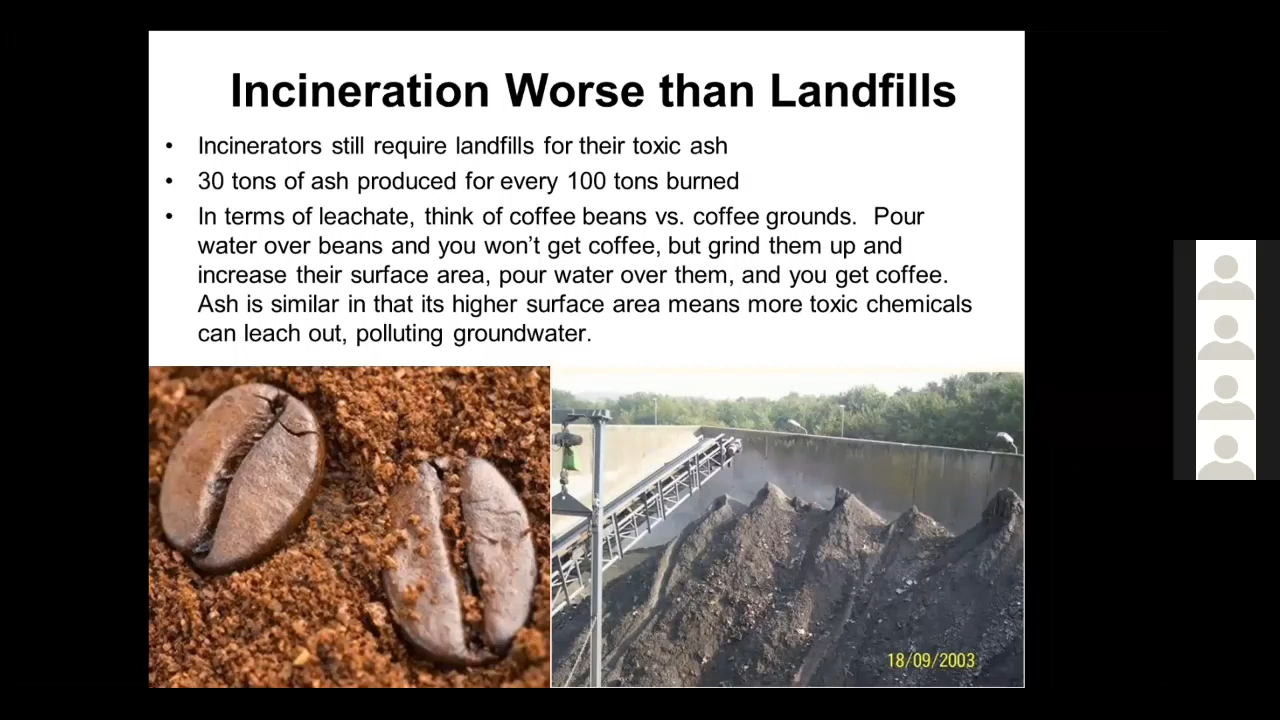 Incineration Worse than Landfills
• Incinerators still require landfills for their toxic ash
• 30 tons of ash produced for every 100 tons burned
• In terms of leachate, think of coffee beans vs. coffee grounds.  Pour
water over beans and you won't get coffee, but grind them up and
increase their surface area, pour water over them, and you get coffee.
Ash is similar in that its higher surface area means more toxic chemicals
can leach out, polluting groundwater.
18/09/2003